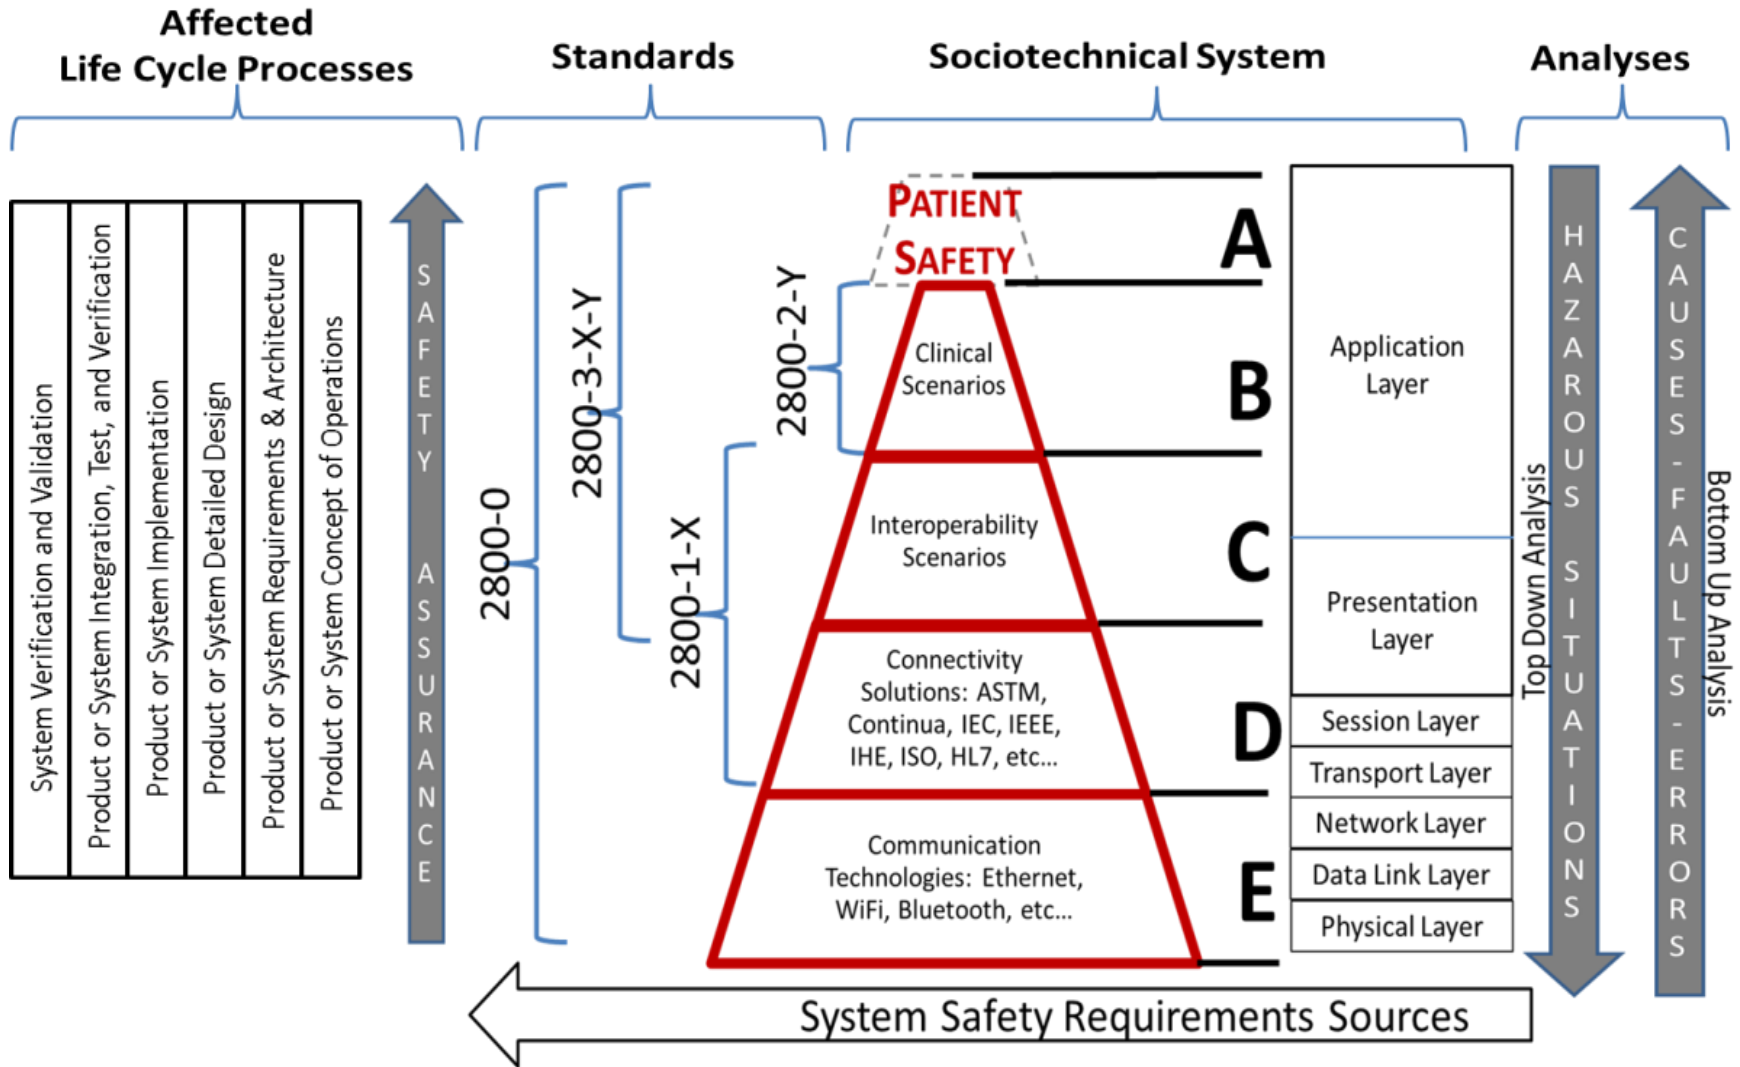 Affected
Life Cycle Processes
Standards
Sociotechnical System
Analyses
System Verification and Validation
Product or System Integration, Test, and Verification
Product or System Implementation
Product or System Detailed Design
Product or System Requirements & Architecture
Product or System Concept of Operations
SAFETY ASSURANCE
2800-0
2800-3-X-Y
2800-1-X
2800-2-Y
PATIENT
SAFETY
Clinical
Scenarios
Interoperability
Scenarios
Connectivity
Solutions: ASTM,
Continua, IEC, IEEE,
IHE, ISO, HL7, etc...
Communication
Technologies: Ethernet,
WiFi, Bluetooth, etc...
A
B
C
D
E
Application
Layer
Presentation
Layer
Session Layer
Transport Layer
Network Layer
Data Link Layer
Physical Layer
Top Down Analysis
HAZAROUS SITUATIONS
CAUSES-FAULTS-ERRORS
Bottom Up Analysis
System Safety Requirements Sources